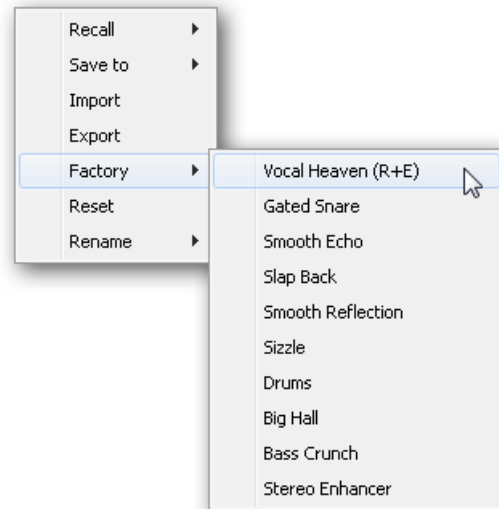 Recall
Save to
Import
Export
Factory
Reset
Rename
Vocal Heaven (R+E)
Gated Snare
Smooth Echo
Slap Back
Smooth Reflection
Sizzle
Drums
Big Hall
Bass Crunch
Stereo Enhancer